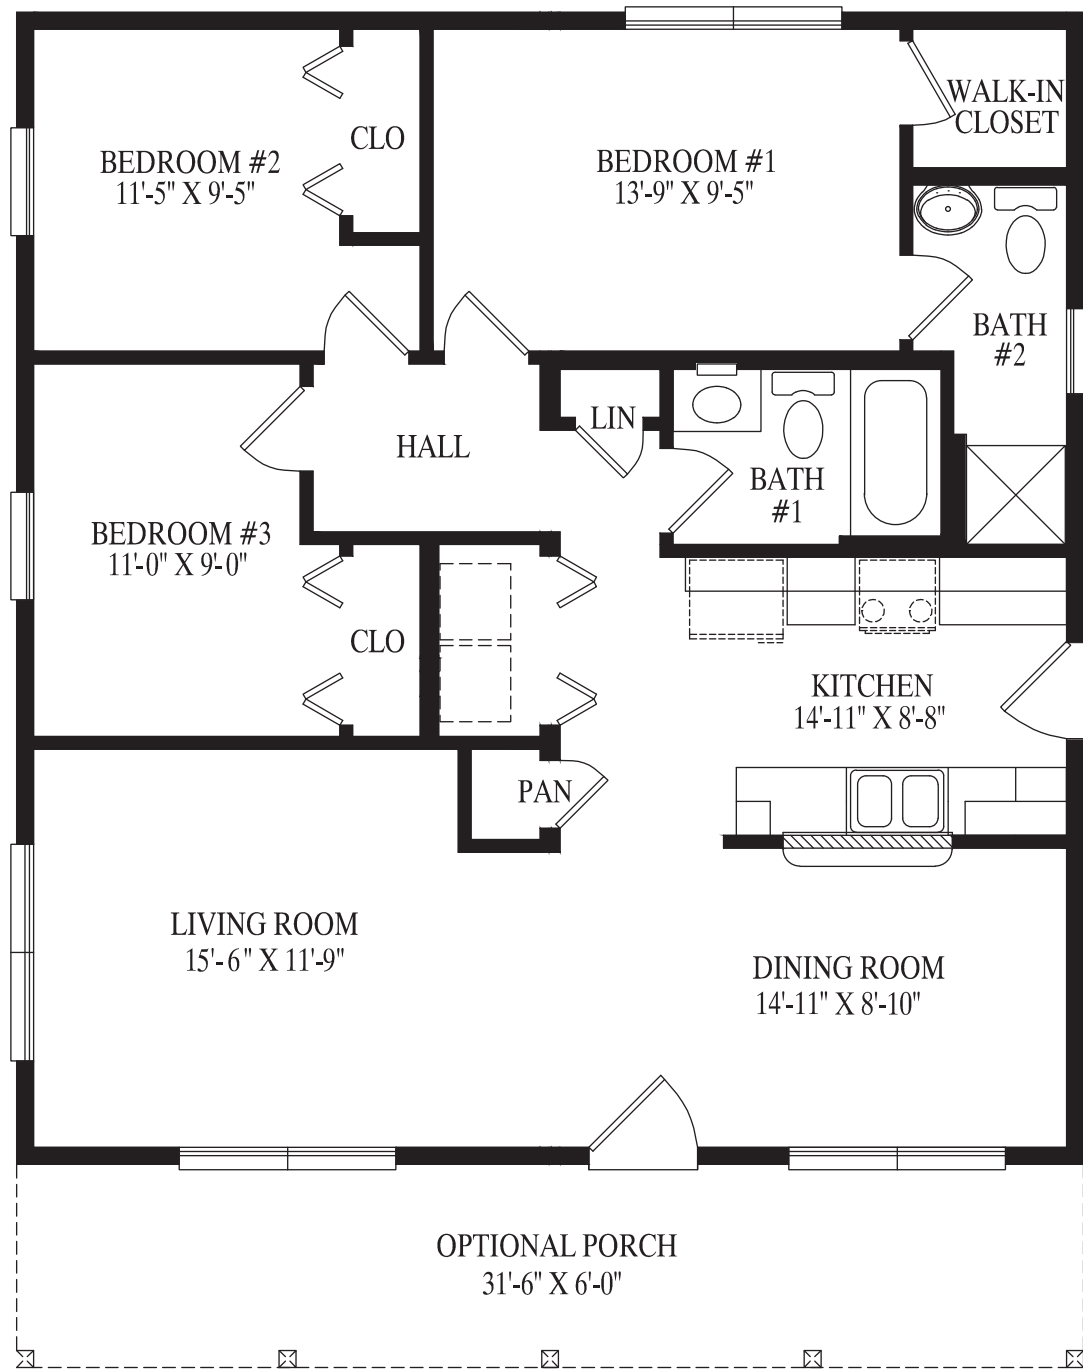 BEDROOM #2
11'-5" X 9'-5"
CLO
BEDROOM #1
13'-9" X 9'-5"
WALK-IN
CLOSET
BATH
#2
HALL
LIN
BATH
#1
BEDROOM #3
11'-0" X 9'-0"
CLO
KITCHEN
14'-11" X 8'-8"
PAN
LIVING ROOM
15'-6" X 11'-9"
DINING ROOM
14'-11" X 8'-10"
OPTIONAL PORCH
31'-6" X 6'-0"